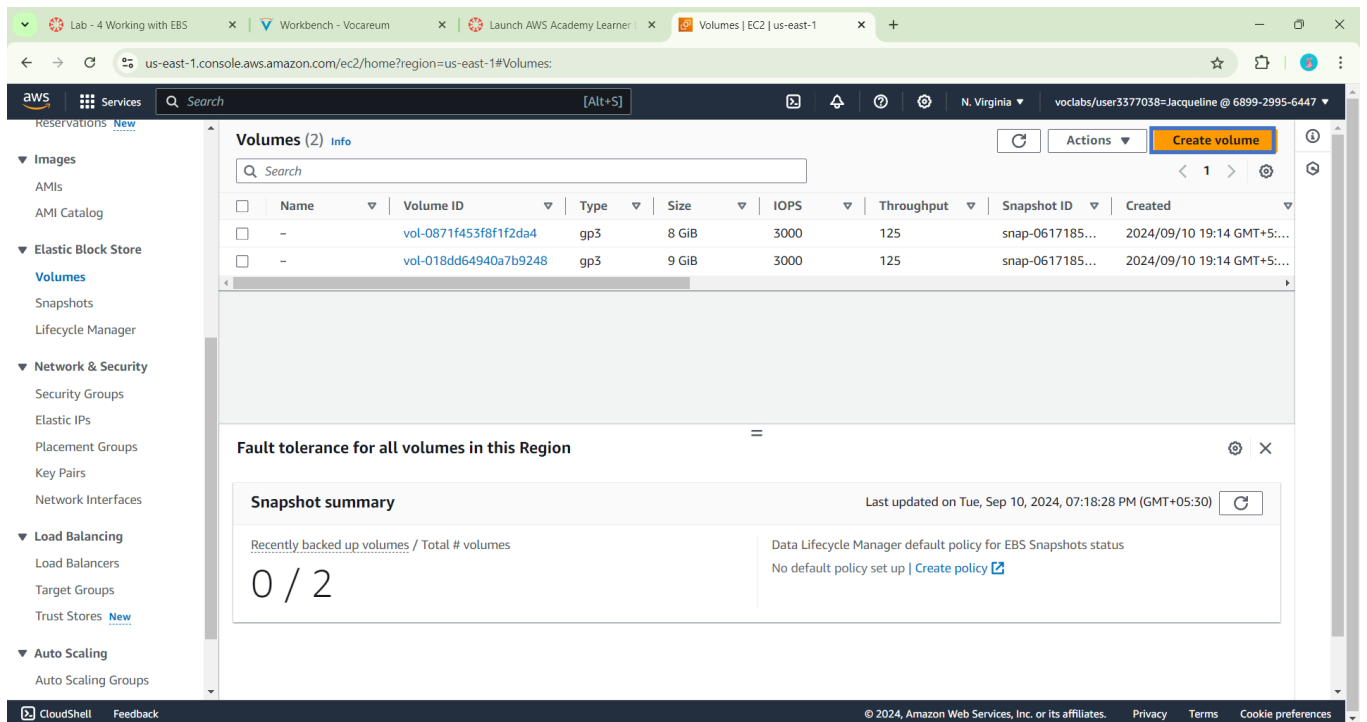 Lab - 4 Working with EBS
Workbench - Vocareum
Launch AWS Academy Learner
Volumes | EC2 | us-east-1
us-east-1.console.aws.amazon.com/ec2/home?region=us-east-1#Volumes:
aws Services Search [Alt+S] N. Virginia voclabs/user3377038=Jacqueline @ 6899-2995-6447
Reservations New
Images
AMIs
AMI Catalog
Elastic Block Store
Volumes
Snapshots
Lifecycle Manager
Network & Security
Security Groups
Elastic IPs
Placement Groups
Key Pairs
Network Interfaces
Load Balancing
Load Balancers
Target Groups
Trust Stores New
Auto Scaling
Auto Scaling Groups
Volumes (2) Info Actions Create volume
Search 1
Name Volume ID Type Size IOPS Throughput Snapshot ID Created
– vol-0871f453f8f1f2da4 gp3 8 GiB 3000 125 snap-0617185... 2024/09/10 19:14 GMT+5:...
– vol-018dd64940a7b9248 gp3 9 GiB 3000 125 snap-0617185... 2024/09/10 19:14 GMT+5:...
Fault tolerance for all volumes in this Region
Snapshot summary Last updated on Tue, Sep 10, 2024, 07:18:28 PM (GMT+05:30)
Recently backed up volumes / Total # volumes
0 / 2
Data Lifecycle Manager default policy for EBS Snapshots status
No default policy set up | Create policy
CloudShell Feedback © 2024, Amazon Web Services, Inc. or its affiliates. Privacy Terms Cookie preferences